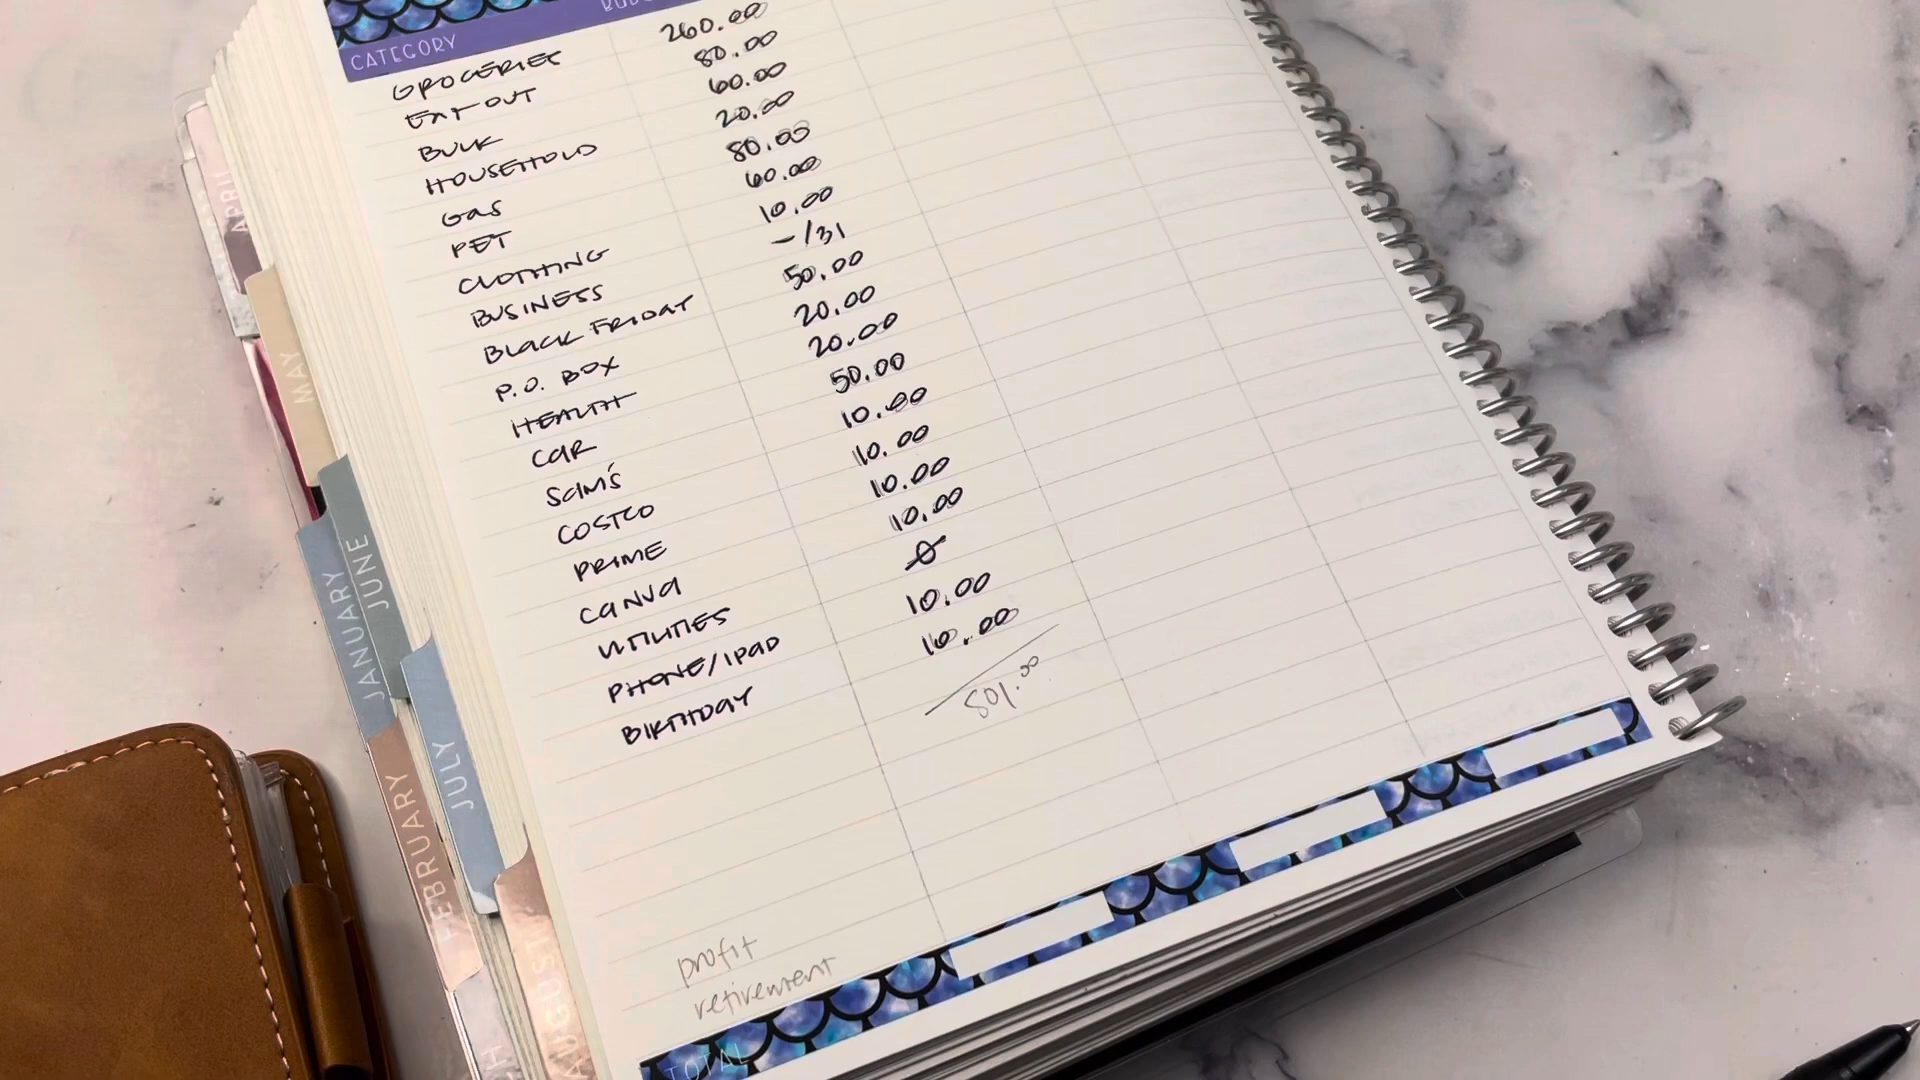 CATEGORY
GROCERIES 260.00
EAT OUT 80.00
BULK 60.00
HOUSEHOLD 20.00
Gas 80.00
PET 60.00
CLOTHING 10.00
BUSINESS -/31
BLACK FRIDAY 50.00
P.O. BOX 20.00
HEALTH 20.00
CAR 50.00
SAM'S 10.00
COSTCO 10.00
PRIME 10.00
CANVA 10.00
UTILITIES 0
PHONE/IPAD 10.00
BIRTHDAY 10.00
801.00
profit
retirement
TOTAL
APRIL
MAY
JUNE
JANUARY
JULY
FEBRUARY
AUGUST